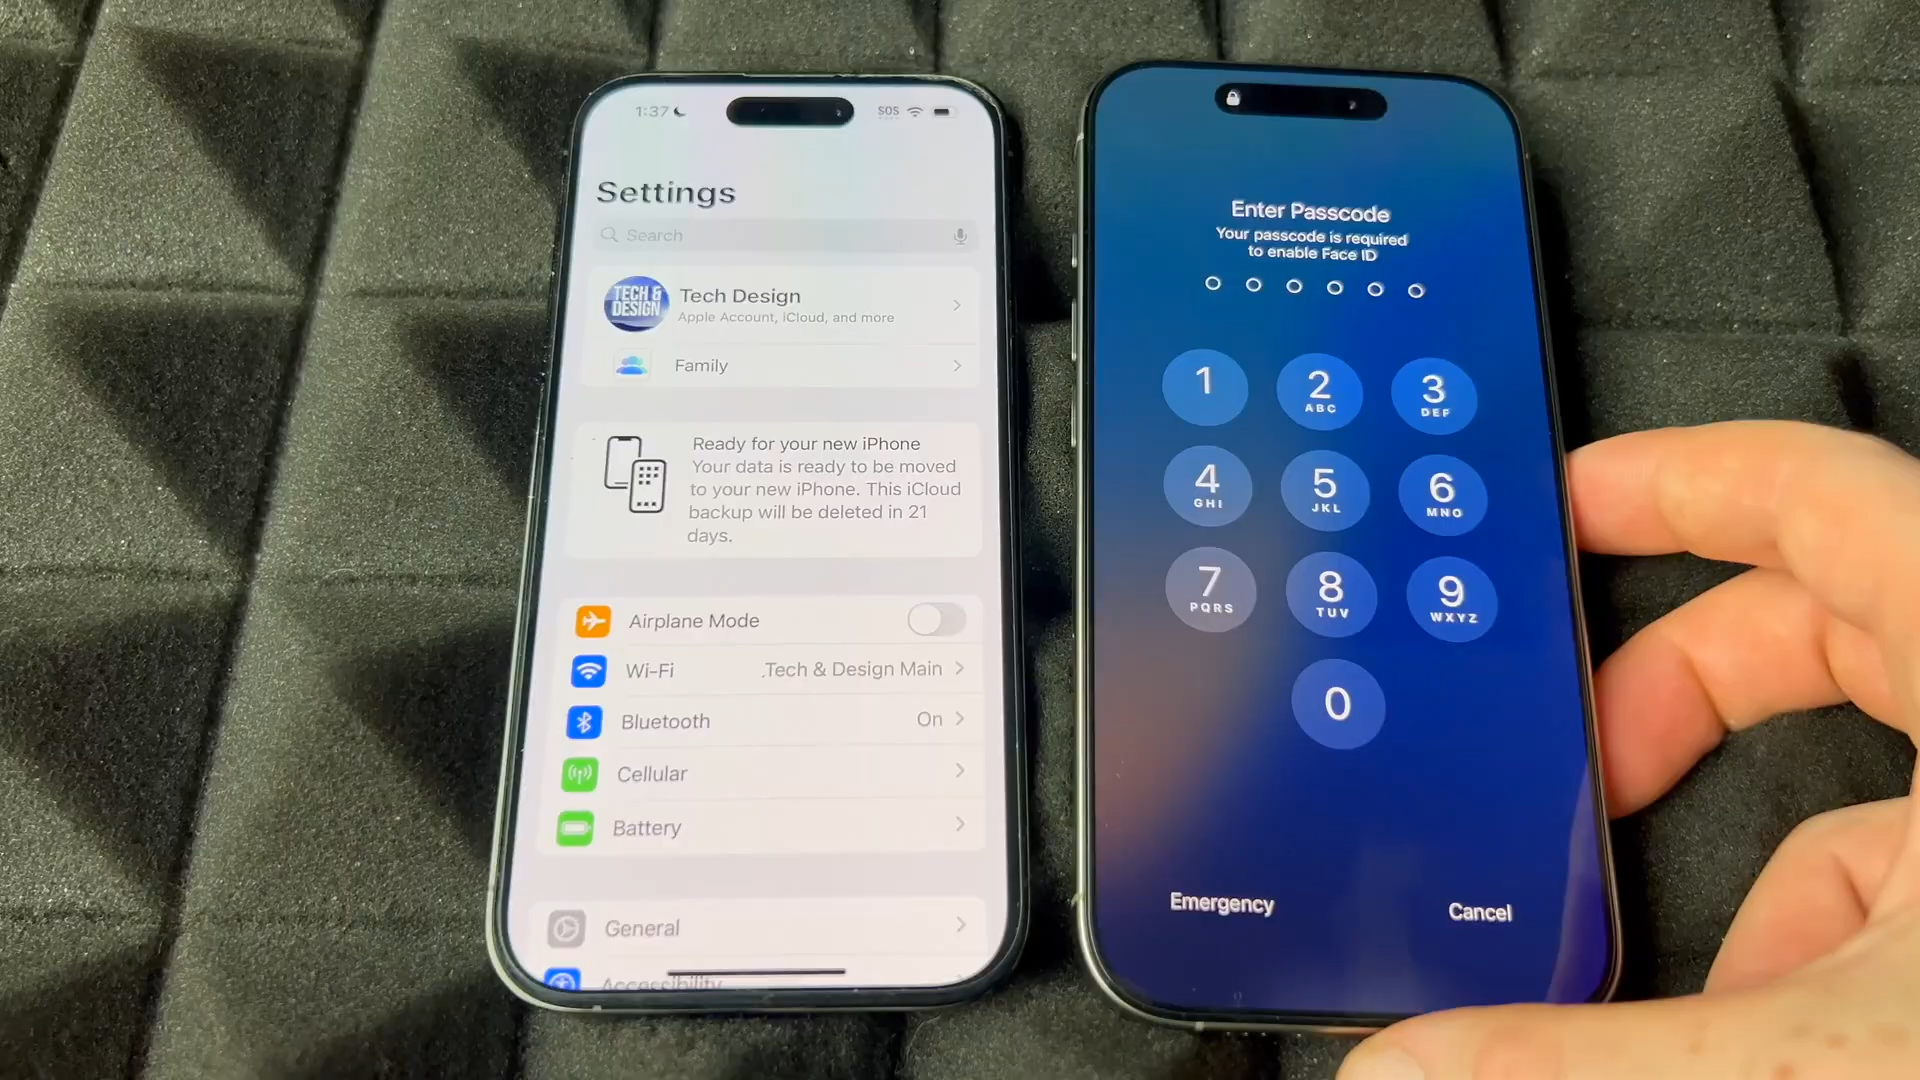 1:37
SOS
Settings
Search
TECH &
DESIGN
Tech Design
Apple Account, iCloud, and more
Family
Ready for your new iPhone
Your data is ready to be moved
to your new iPhone. This iCloud
backup will be deleted in 21
days.
Airplane Mode
Wi-Fi .Tech & Design Main
Bluetooth On
Cellular
Battery
General
Accessibility
Enter Passcode
Your passcode is required
to enable Face ID
1 2 3
ABC DEF
4 5 6
GHI JKL MNO
7 8 9
PQRS TUV WXYZ
0
Emergency Cancel